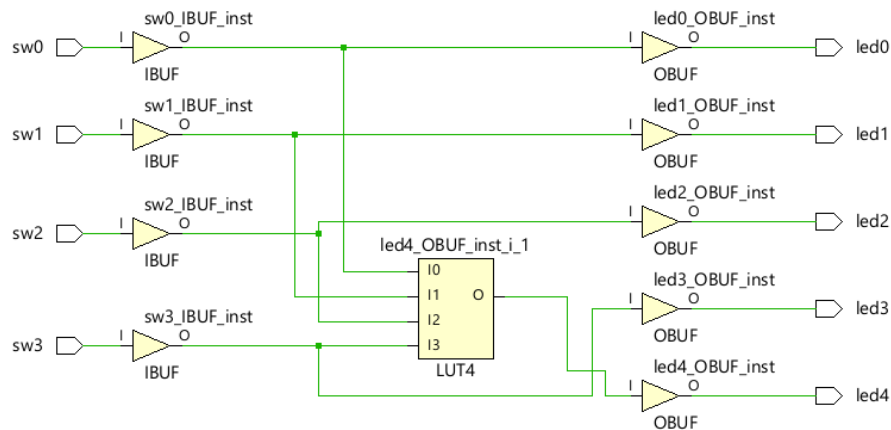 sw0_IBUF_inst
led0_OBUF_inst
sw0
I
O
IBUF
I
O
OBUF
led0
sw1_IBUF_inst
led1_OBUF_inst
sw1
I
O
IBUF
I
O
OBUF
led1
sw2_IBUF_inst
led2_OBUF_inst
sw2
I
O
IBUF
I
O
OBUF
led2
led4_OBUF_inst_i_1
I0
I1
I2
I3
O
LUT4
sw3_IBUF_inst
led3_OBUF_inst
sw3
I
O
IBUF
I
O
OBUF
led3
led4_OBUF_inst
I
O
OBUF
led4